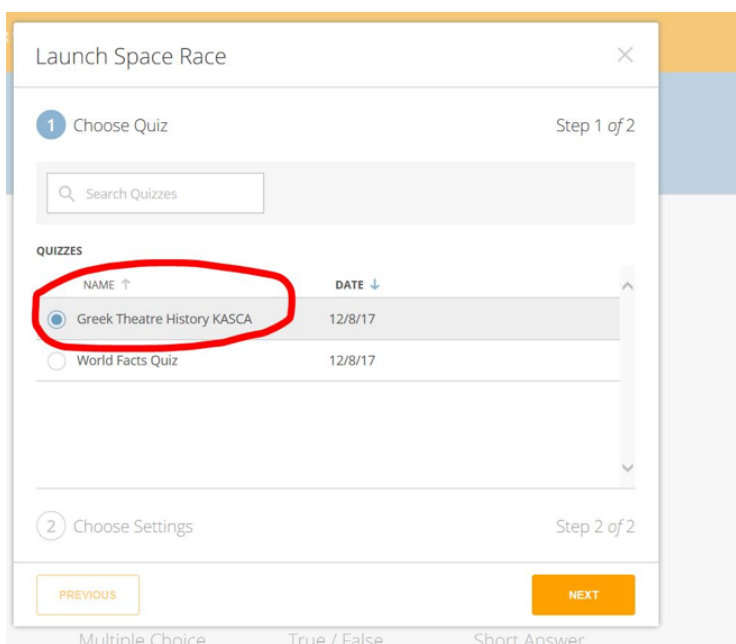 Launch Space Race
1 Choose Quiz Step 1 of 2
Search Quizzes
QUIZZES
NAME ↑ DATE ↓
Greek Theatre History KASCA 12/8/17
World Facts Quiz 12/8/17
2 Choose Settings Step 2 of 2
PREVIOUS NEXT
Multiple Choice True / False Short Answer